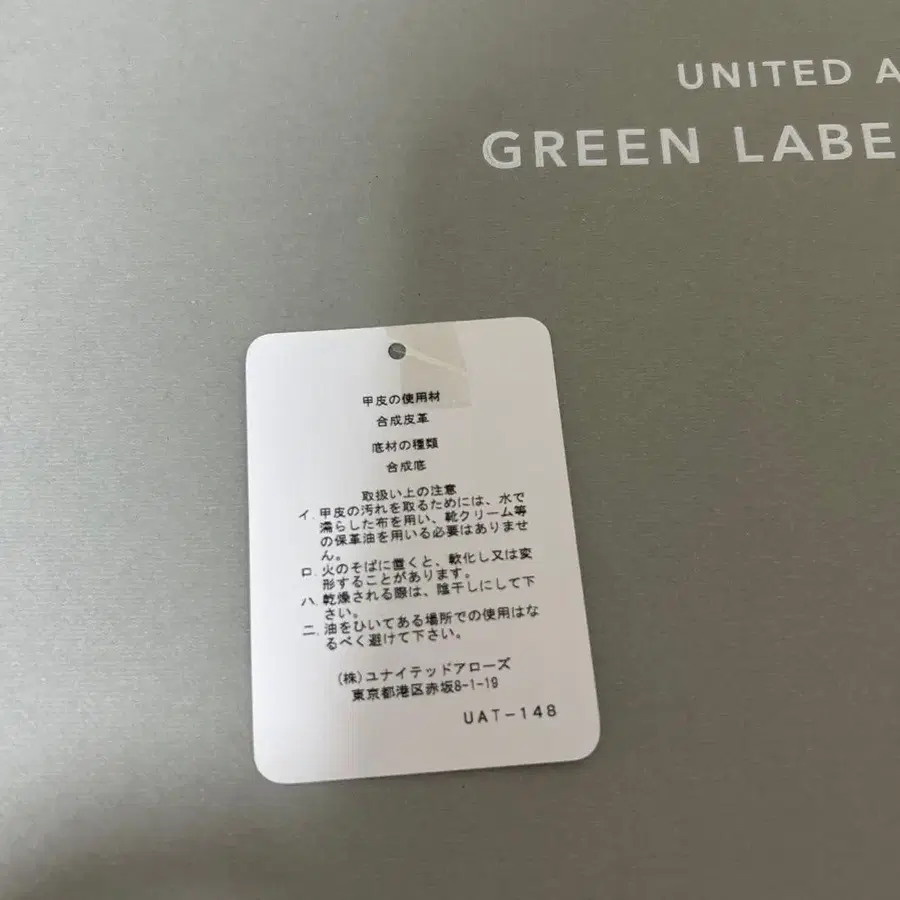 UNITED A
GREEN LABE
甲皮の使用材
合成皮革
底材の種類
合成底
取扱い上の注意
イ. 甲皮の汚れを取るためには、水で
濡らした布を用い、靴クリーム等
の保革油を用いる必要はありませ
ん。
ロ. 火のそばに置くと、軟化し又は変
形することがあります。
ハ. 乾燥される際は、陰干しにして下
さい。
ニ. 油をひいてある場所での使用はな
るべく避けて下さい。
(株)ユナイテッドアローズ
東京都港区赤坂8-1-19
UAT-148